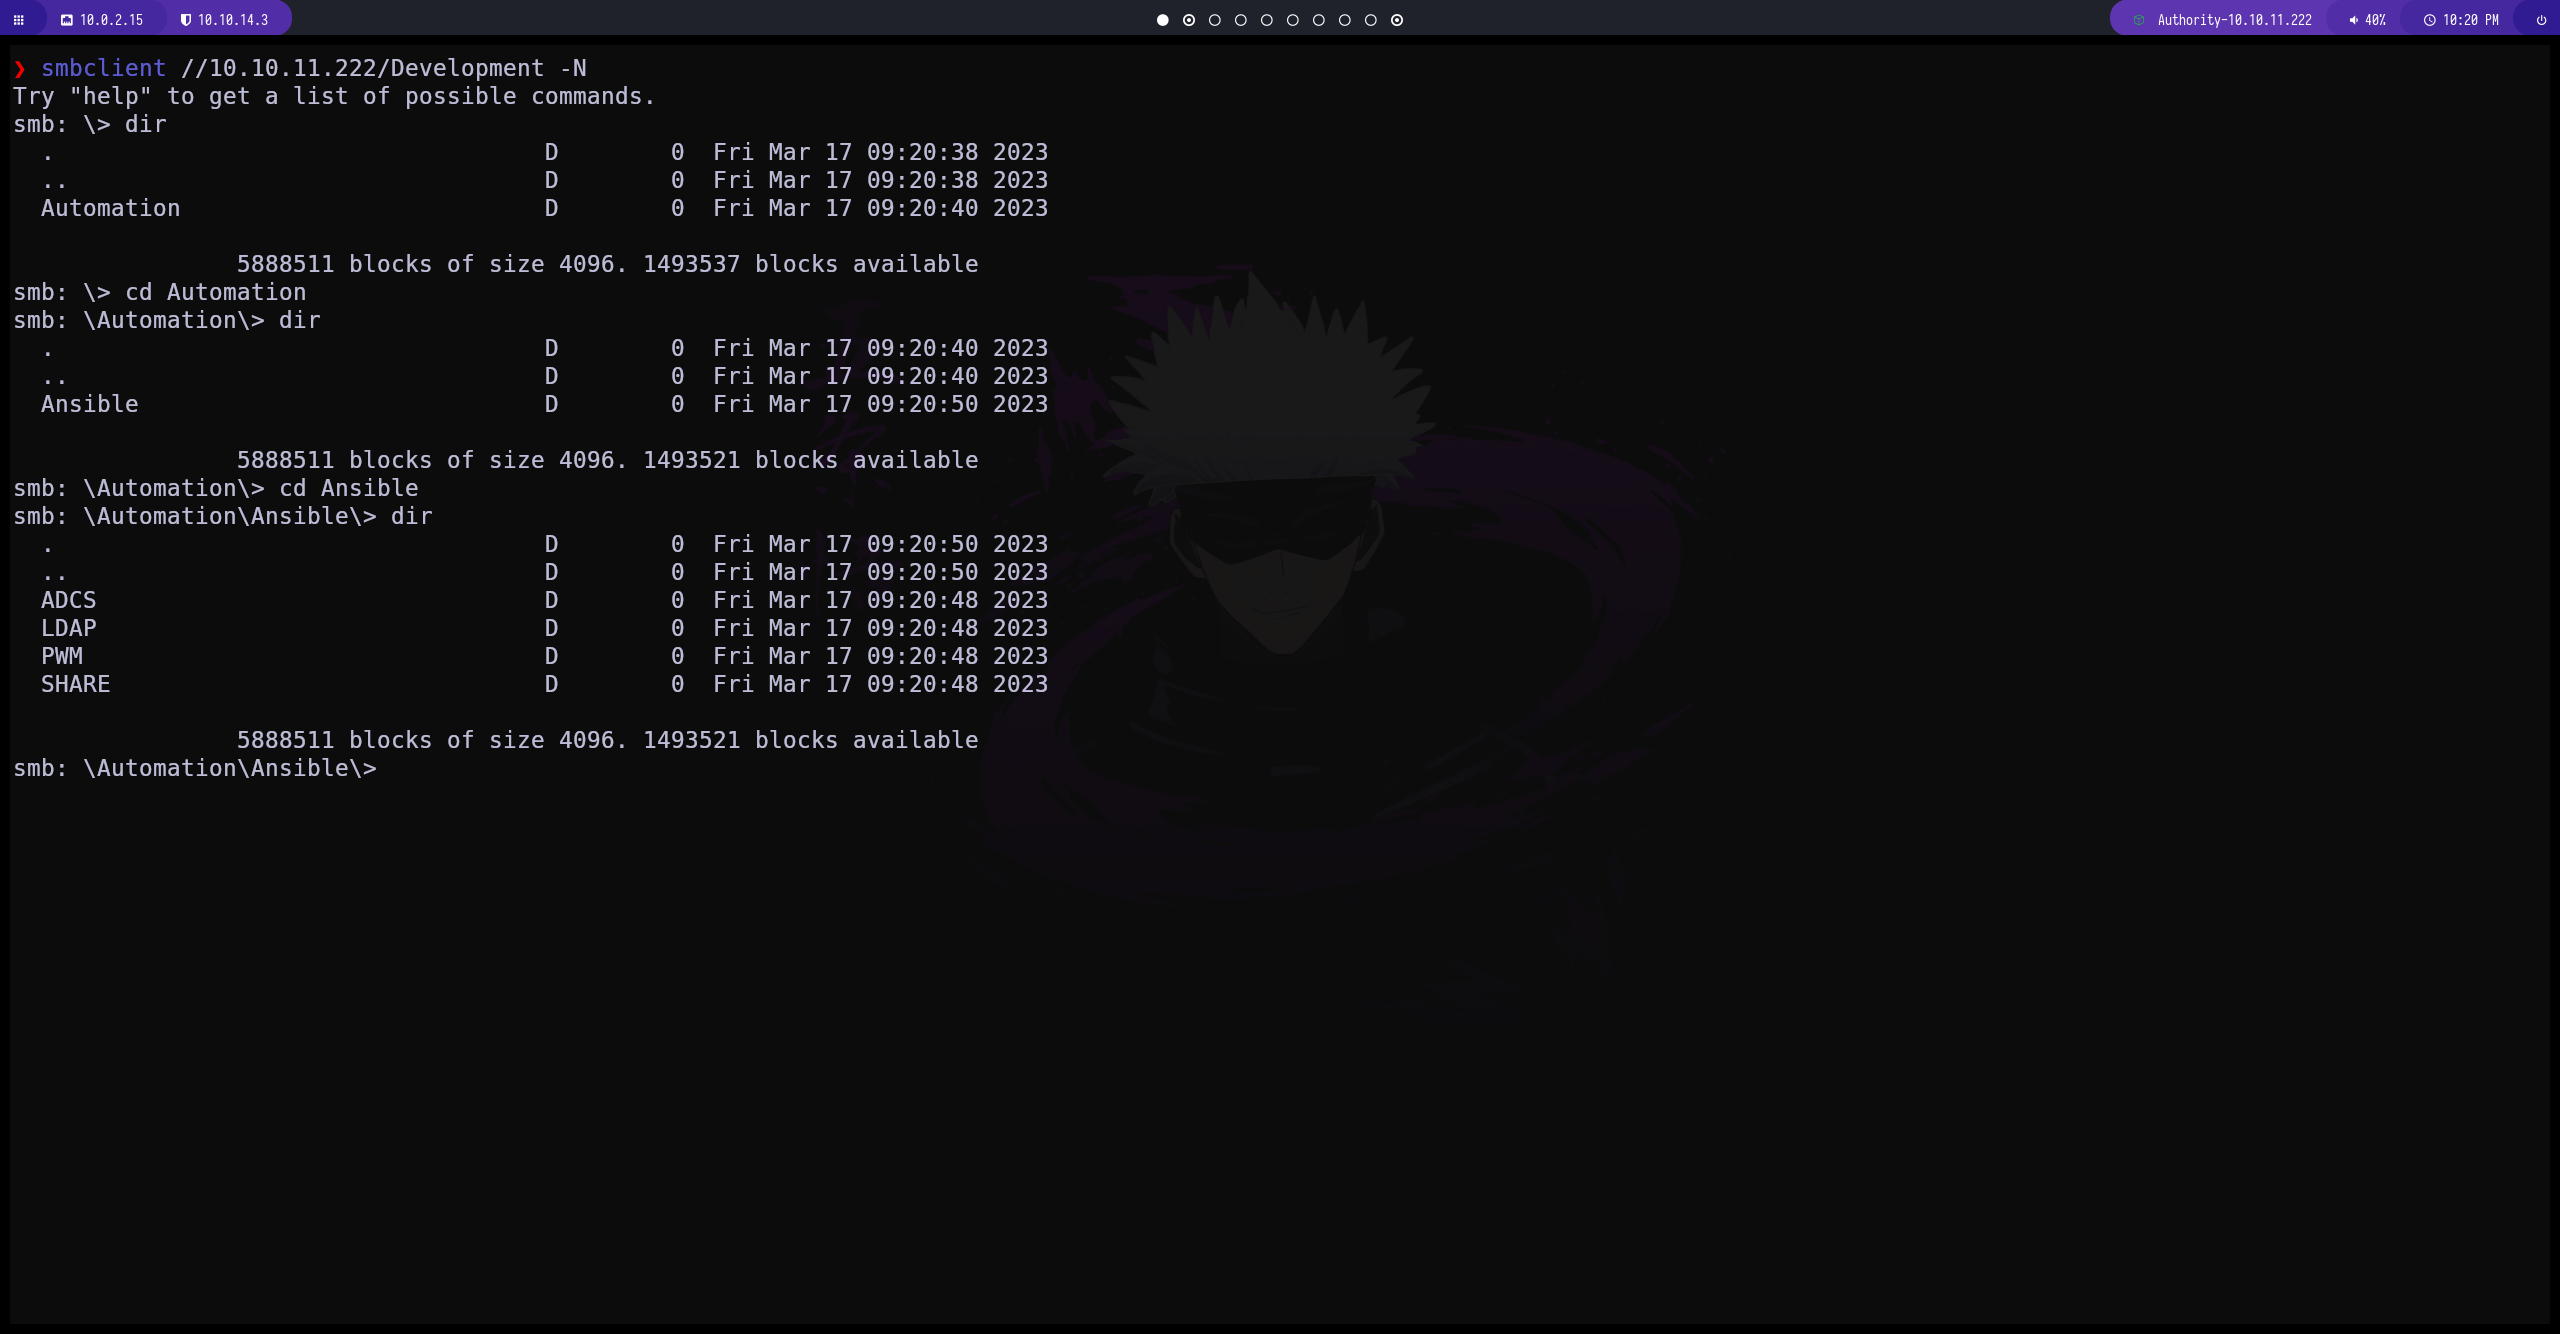 10.0.2.15 10.10.14.3 Authority-10.10.11.222 40% 10:20 PM
❯ smbclient //10.10.11.222/Development -N
Try "help" to get a list of possible commands.
smb: \> dir
  .                                   D        0  Fri Mar 17 09:20:38 2023
  ..                                  D        0  Fri Mar 17 09:20:38 2023
  Automation                          D        0  Fri Mar 17 09:20:40 2023
                5888511 blocks of size 4096. 1493537 blocks available
smb: \> cd Automation
smb: \Automation\> dir
  .                                   D        0  Fri Mar 17 09:20:40 2023
  ..                                  D        0  Fri Mar 17 09:20:40 2023
  Ansible                             D        0  Fri Mar 17 09:20:50 2023
                5888511 blocks of size 4096. 1493521 blocks available
smb: \Automation\> cd Ansible
smb: \Automation\Ansible\> dir
  .                                   D        0  Fri Mar 17 09:20:50 2023
  ..                                  D        0  Fri Mar 17 09:20:50 2023
  ADCS                                D        0  Fri Mar 17 09:20:48 2023
  LDAP                                D        0  Fri Mar 17 09:20:48 2023
  PWM                                 D        0  Fri Mar 17 09:20:48 2023
  SHARE                               D        0  Fri Mar 17 09:20:48 2023
                5888511 blocks of size 4096. 1493521 blocks available
smb: \Automation\Ansible\>